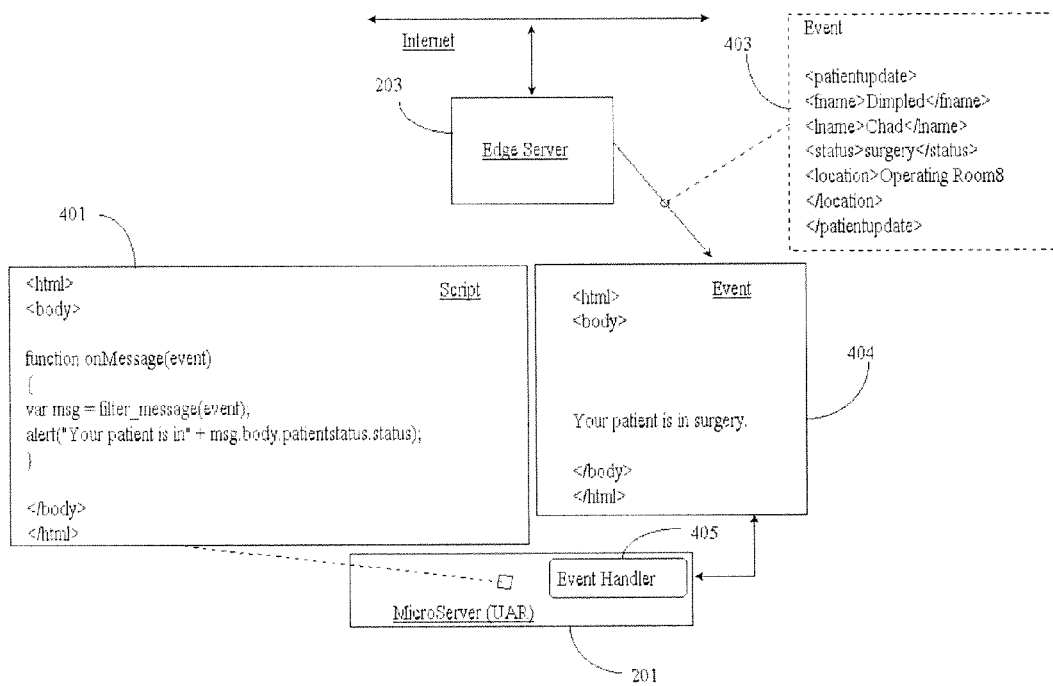 Internet
403
Event
<patientupdate>
<fname>Dimpled</fname>
<lname>Chad</lname>
<status>surgery</status>
<location>Operating Room8
</location>
</patientupdate>
203
Edge Server
401
<html>
Script
<body>
function onMessage(event)
{
var msg = filter_message(event);
alert("Your patient is in" + msg.body.patientstatus.status);
}
</body>
</html>
Event
<html>
<body>
404
Your patient is in surgery.
</body>
</html>
405
Event Handler
MicroServer (UAR)
201